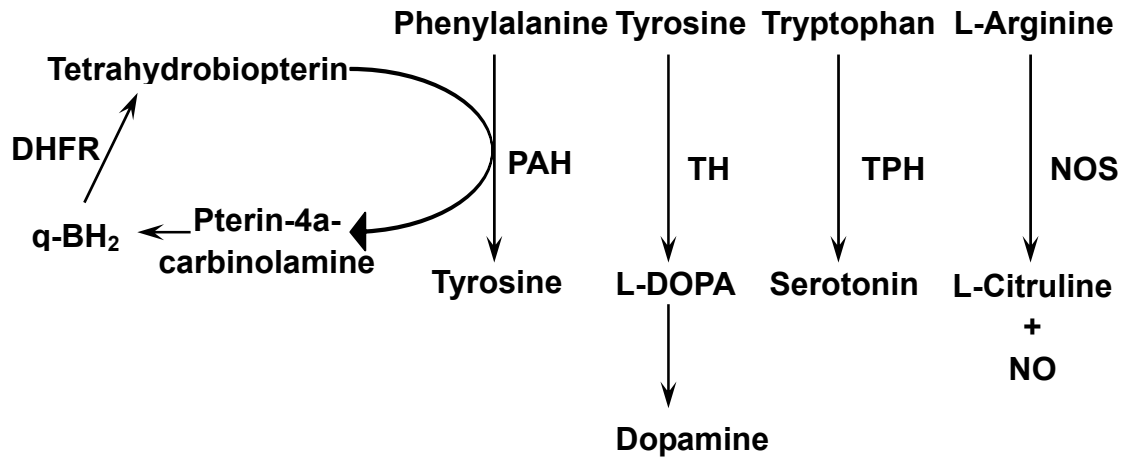 Phenylalanine Tyrosine Tryptophan L-Arginine
Tetrahydrobiopterin
DHFR
PAH
TH
TPH
NOS
q-BH₂
Pterin-4a-
carbinolamine
Tyrosine
L-DOPA
Serotonin
L-Citruline
+
NO
Dopamine